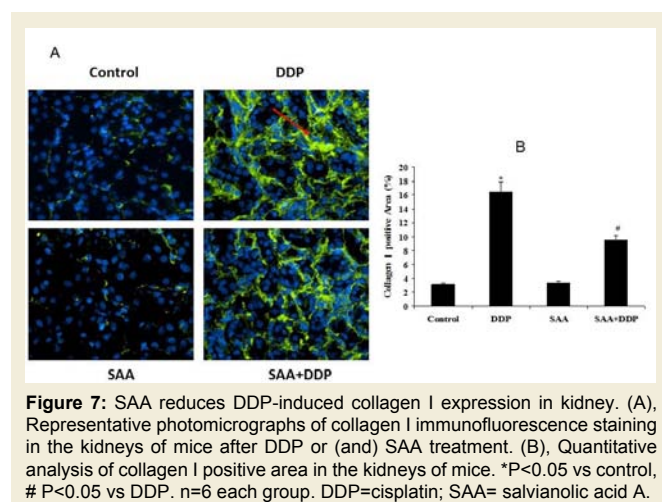 A
Control DDP
SAA SAA+DDP
B
Collagen I positive Area (%)
20
18
16
14
12
10
8
6
4
2
0
*
#
Control DDP SAA SAA+DDP
Figure 7: SAA reduces DDP-induced collagen I expression in kidney. (A),
Representative photomicrographs of collagen I immunofluorescence staining
in the kidneys of mice after DDP or (and) SAA treatment. (B), Quantitative
analysis of collagen I positive area in the kidneys of mice. *P<0.05 vs control,
# P<0.05 vs DDP. n=6 each group. DDP=cisplatin; SAA= salvianolic acid A.